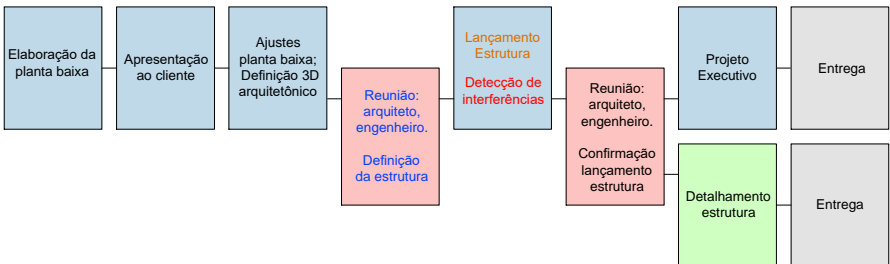 Elaboração da
planta baixa
Apresentação
ao cliente
Ajustes
planta baixa;
Definição 3D
arquitetônico
Reunião:
arquiteto,
engenheiro.
Definição
da estrutura
Lançamento
Estrutura
Detecção de
interferências
Reunião:
arquiteto,
engenheiro.
Confirmação
lançamento
estrutura
Projeto
Executivo
Entrega
Detalhamento
estrutura
Entrega